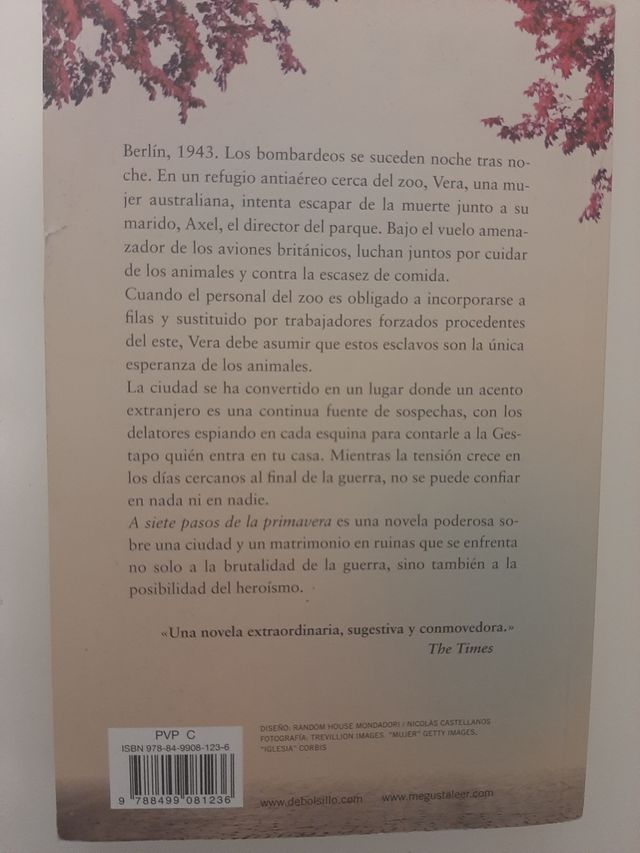 Berlín, 1943. Los bombardeos se suceden noche tras no-
che. En un refugio antiaéreo cerca del zoo, Vera, una mu-
jer australiana, intenta escapar de la muerte junto a su
marido, Axel, el director del parque. Bajo el vuelo amena-
zador de los aviones británicos, luchan juntos por cuidar
de los animales y contra la escasez de comida.
Cuando el personal del zoo es obligado a incorporarse a
filas y sustituido por trabajadores forzados procedentes
del este, Vera debe asumir que estos esclavos son la única
esperanza de los animales.
La ciudad se ha convertido en un lugar donde un acento
extranjero es una continua fuente de sospechas, con los
delatores espiando en cada esquina para contarle a la Ges-
tapo quién entra en tu casa. Mientras la tensión crece en
los días cercanos al final de la guerra, no se puede confiar
en nada ni en nadie.
A siete pasos de la primavera es una novela poderosa so-
bre una ciudad y un matrimonio en ruinas que se enfrenta
no solo a la brutalidad de la guerra, sino también a la
posibilidad del heroísmo.
«Una novela extraordinaria, sugestiva y conmovedora.»
The Times
PVP C
ISBN 978-84-9908-123-6
9 788499 081236
DISEÑO: RANDOM HOUSE MONDADORI / NICOLÁS CASTELLANOS
FOTOGRAFÍA: TREVILLION IMAGES. "MUJER" GETTY IMAGES,
"IGLESIA" CORBIS
www.debolsillo.com www.megustaleer.com